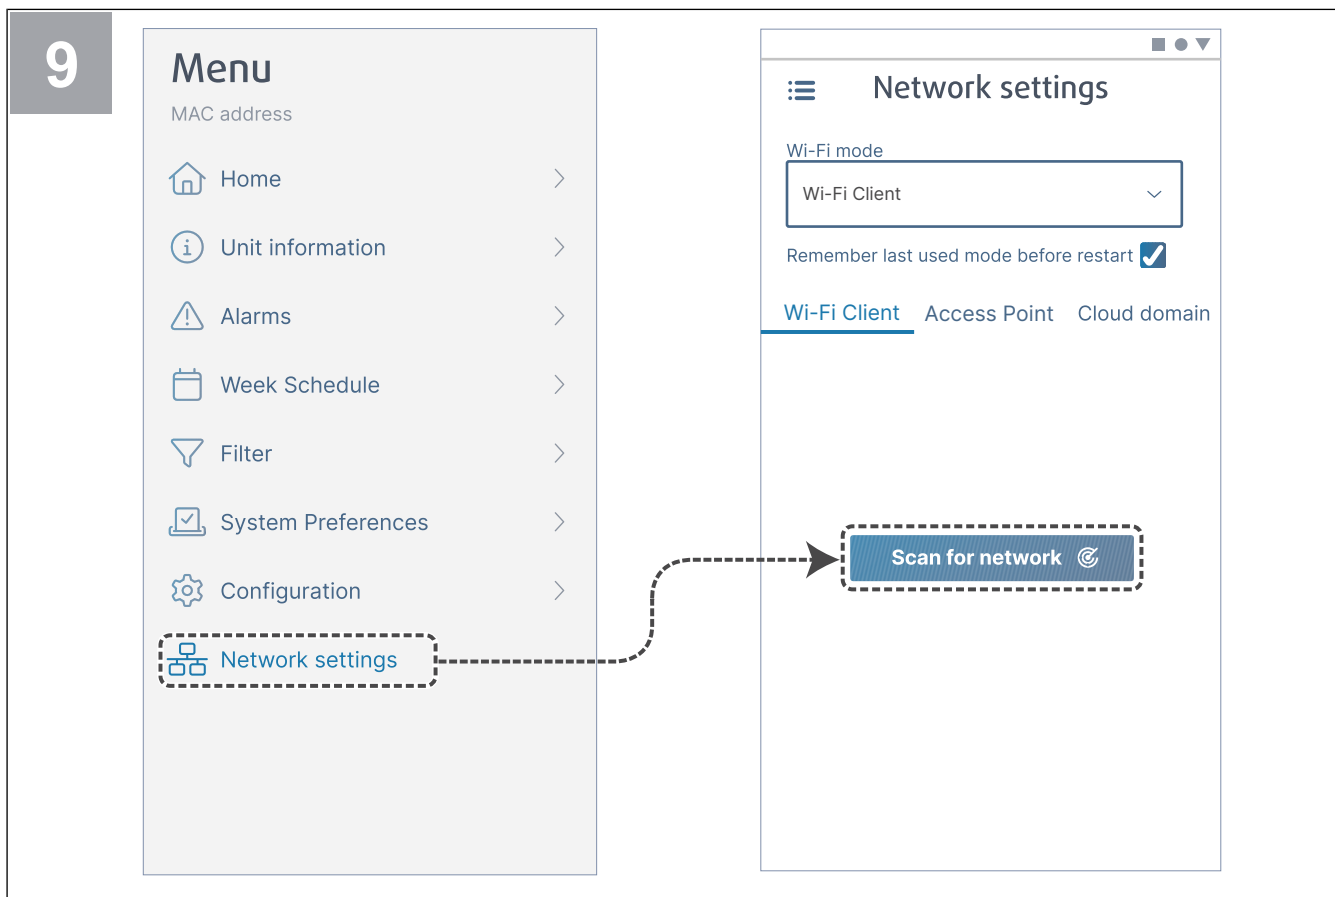 9
Menu
MAC address
Home
Unit information
Alarms
Week Schedule
Filter
System Preferences
Configuration
Network settings
Network settings
Wi-Fi mode
Wi-Fi Client
Remember last used mode before restart
Wi-Fi Client Access Point Cloud domain
Scan for network